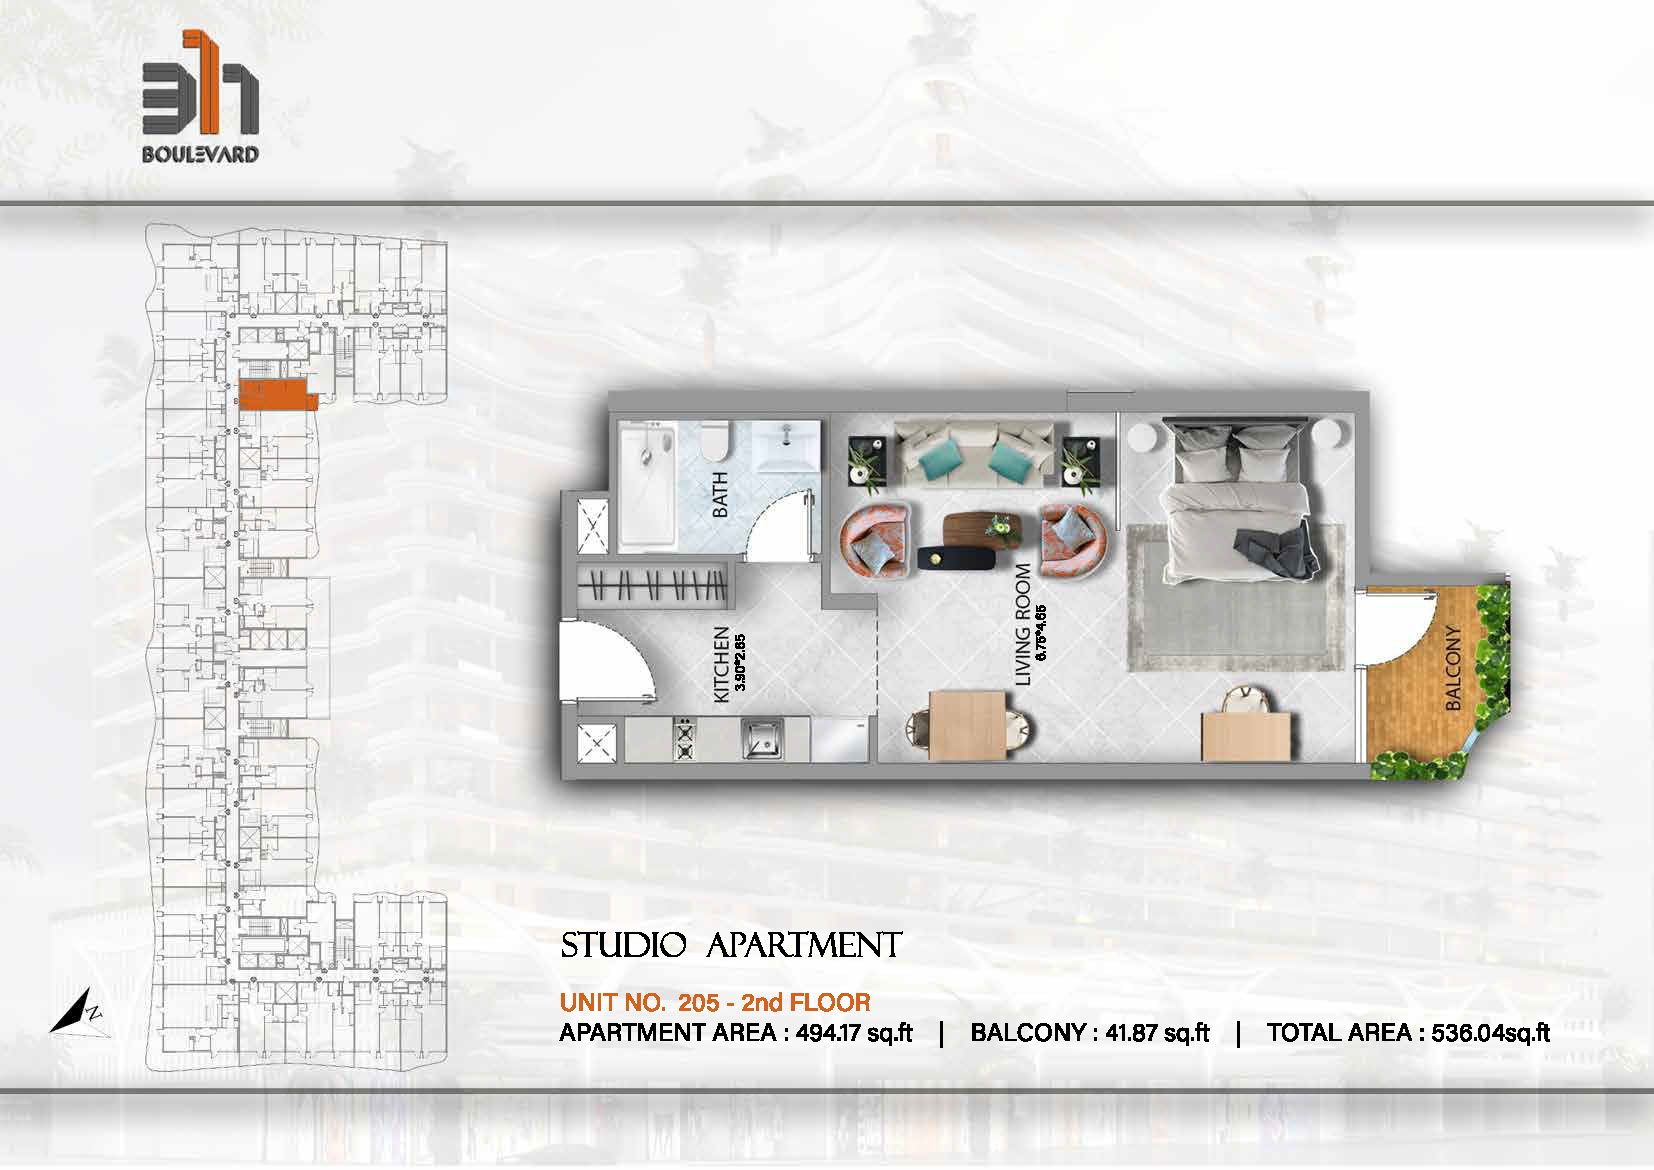 311
BOULEVARD
BATH
KITCHEN
3.90*2.65
LIVING ROOM
6.75*4.65
BALCONY
N
STUDIO APARTMENT
UNIT NO. 205 - 2nd FLOOR
APARTMENT AREA : 494.17 sq.ft | BALCONY : 41.87 sq.ft | TOTAL AREA : 536.04sq.ft